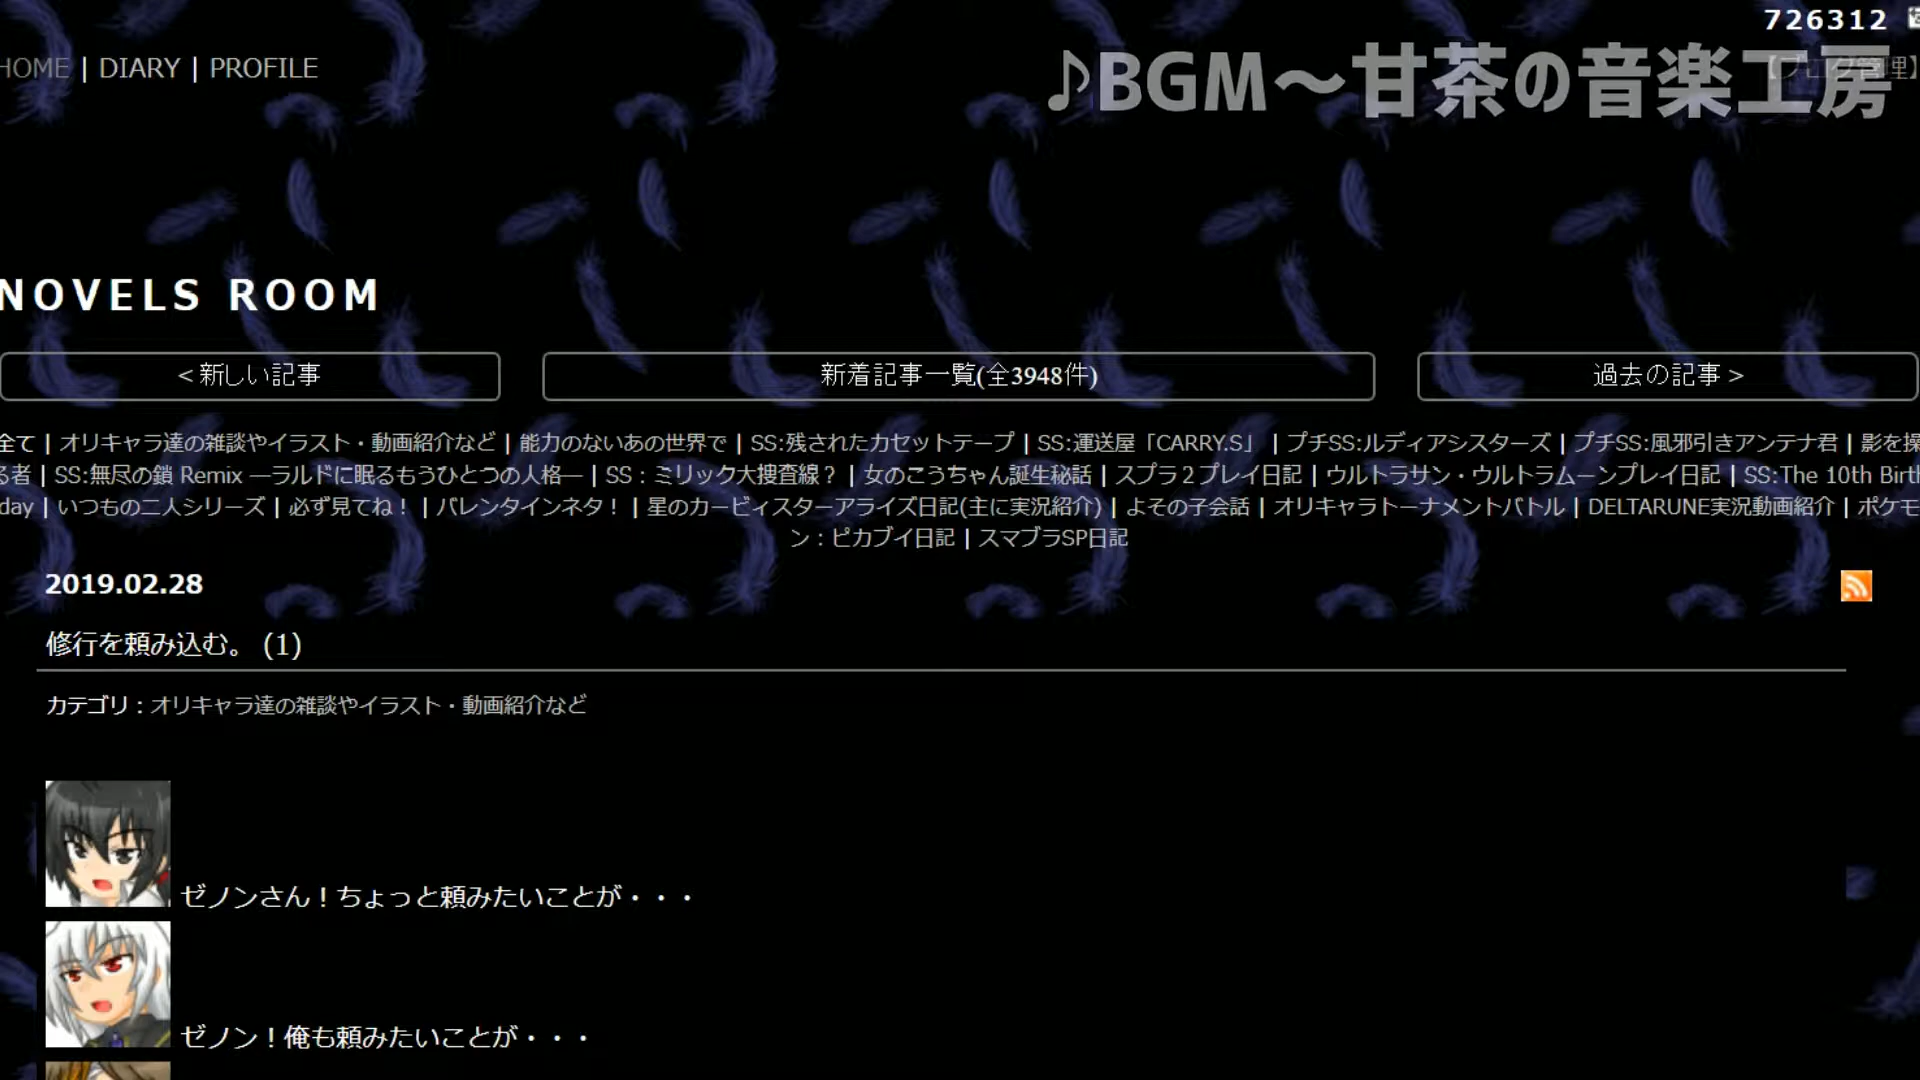 726312
HOME | DIARY | PROFILE
【ブログ管理】
♪BGM～甘茶の音楽工房
NOVELS ROOM
< 新しい記事
新着記事一覧(全3948件)
過去の記事 >
全て | オリキャラ達の雑談やイラスト・動画紹介など | 能力のないあの世界で | SS:残されたカセットテープ | SS:運送屋「CARRY.S」 | プチSS:ルディアシスターズ | プチSS:風邪引きアンテナ君 | 影を操
る者 | SS:無尽の鎖 Remix ―ラルドに眠るもうひとつの人格― | SS：ミリック大捜査線？ | 女のこうちゃん誕生秘話 | スプラ２プレイ日記 | ウルトラサン・ウルトラムーンプレイ日記 | SS:The 10th Birth
day | いつもの二人シリーズ | 必ず見てね！ | バレンタインネタ！ | 星のカービィスターアライズ日記(主に実況紹介) | よその子会話 | オリキャラトーナメントバトル | DELTARUNE実況動画紹介 | ポケモ
ン：ピカブイ日記 | スマブラSP日記
2019.02.28
修行を頼み込む。 (1)
カテゴリ：オリキャラ達の雑談やイラスト・動画紹介など
ゼノンさん！ちょっと頼みたいことが・・・
ゼノン！俺も頼みたいことが・・・